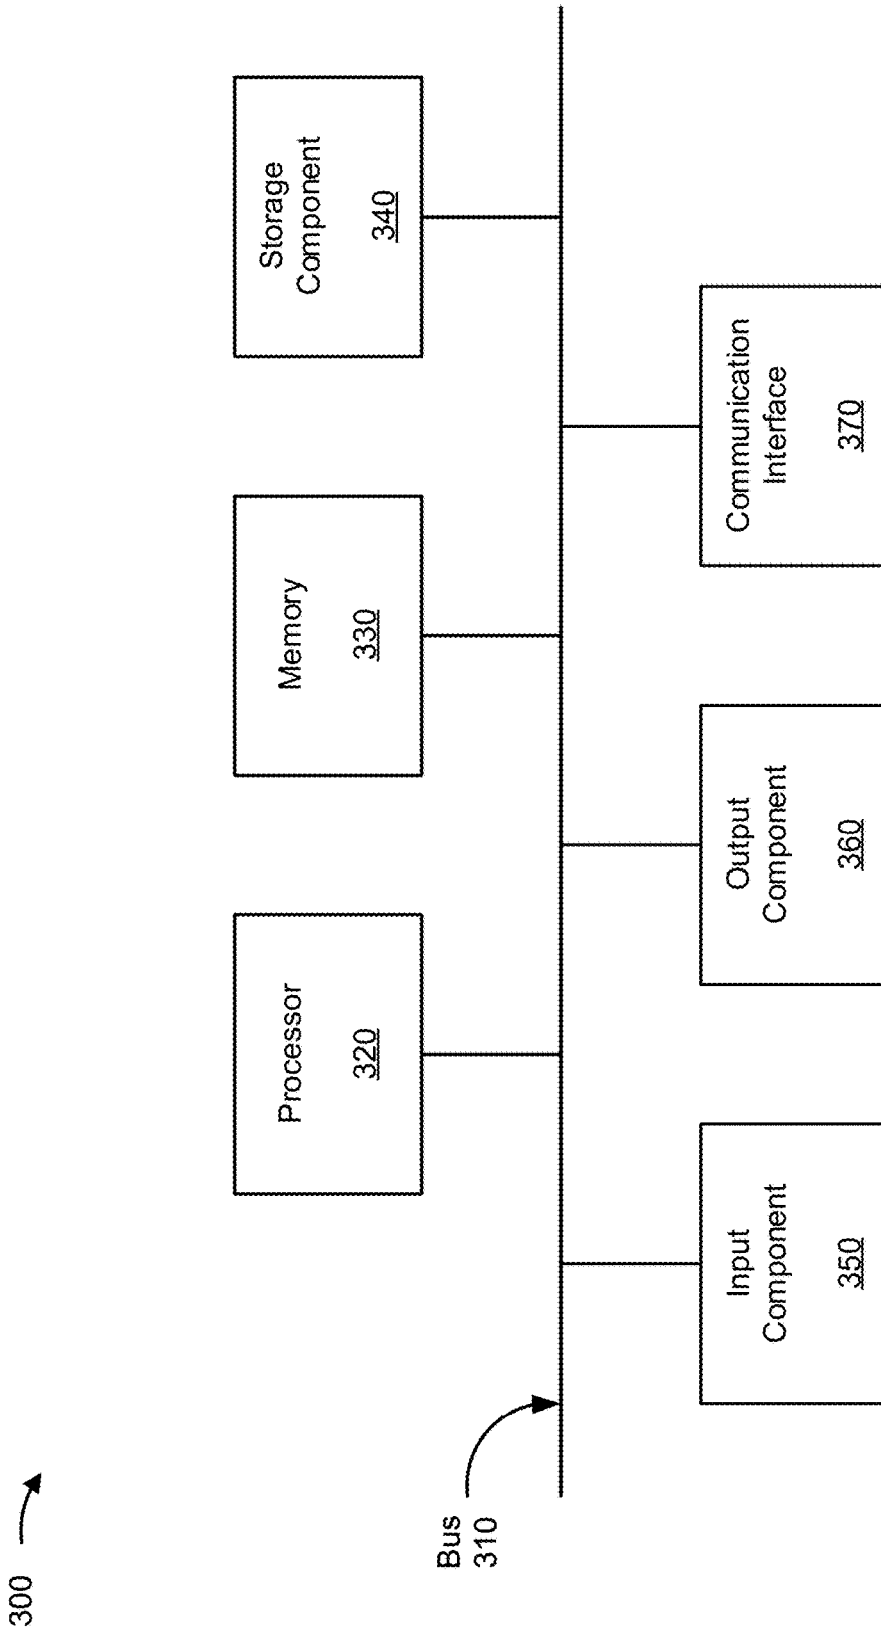 300
Bus
310
Processor
320
Memory
330
Storage
Component
340
Input
Component
350
Output
Component
360
Communication
Interface
370